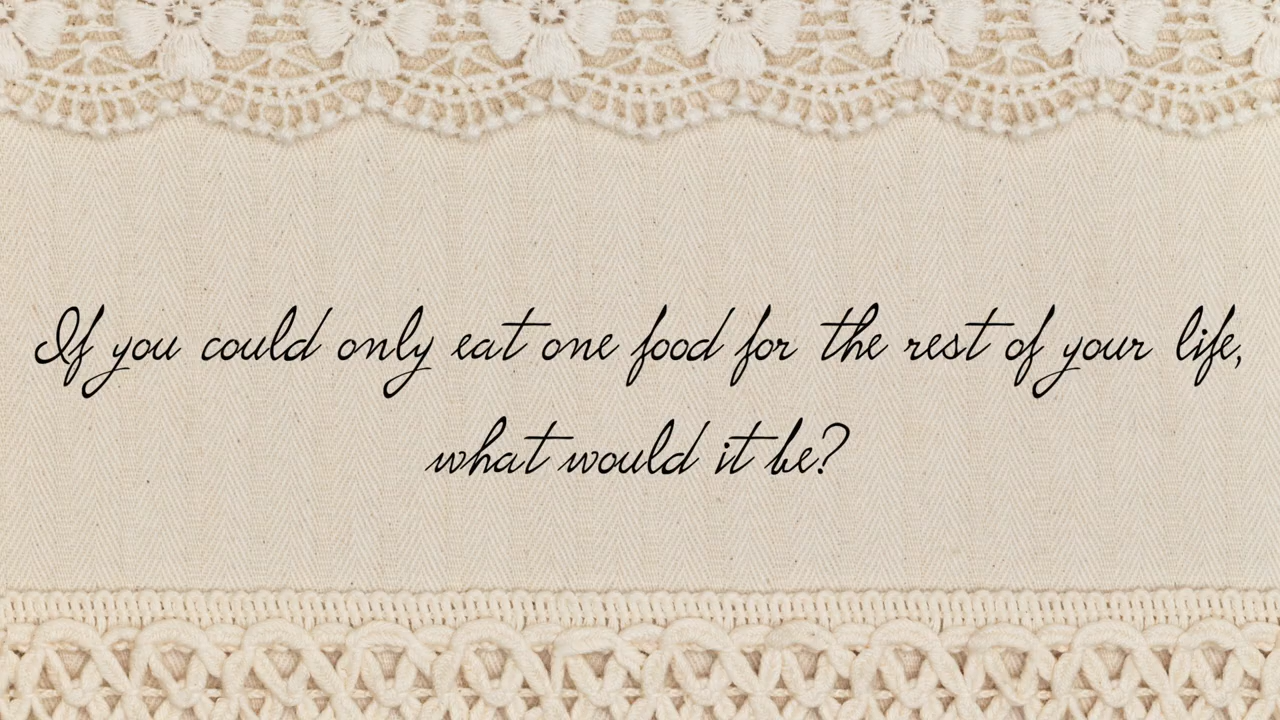 If you could only eat one food for the rest of your life,
what would it be?